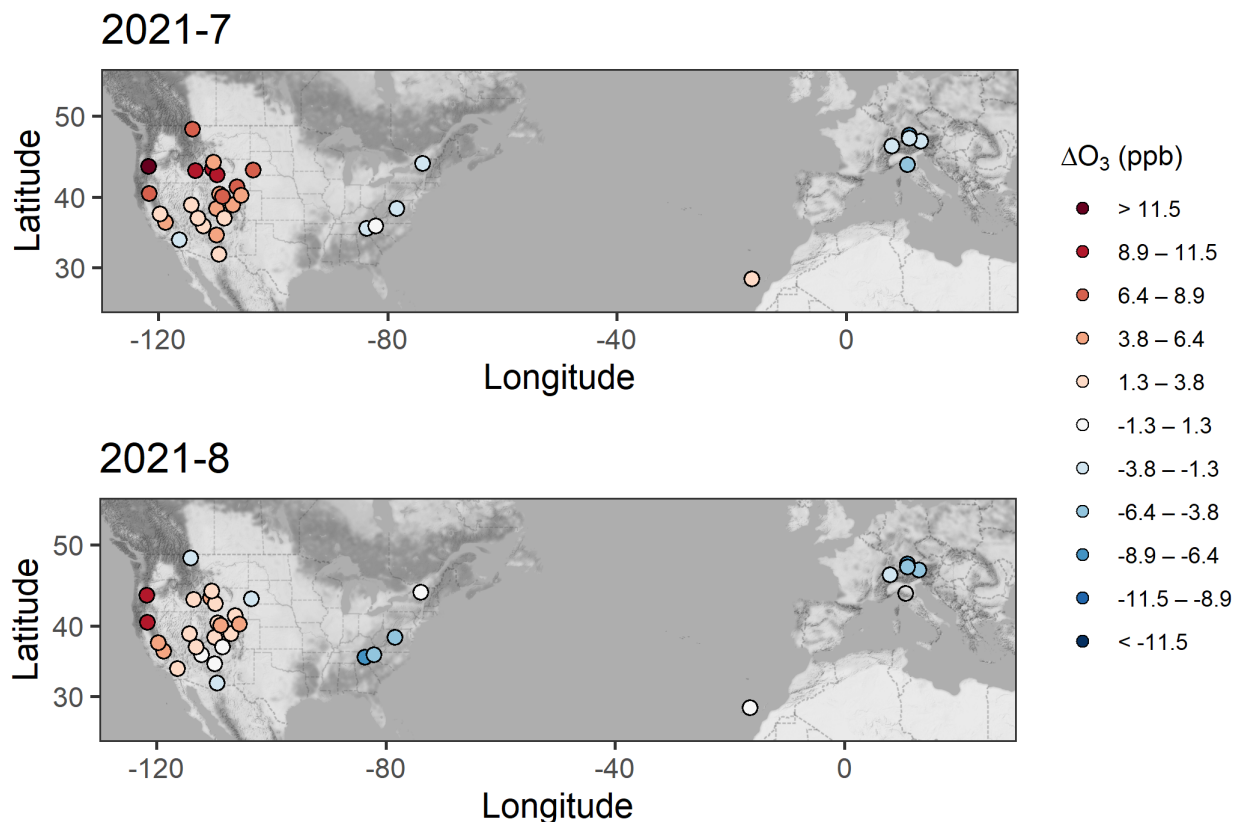 2021-7
50
40
30
Latitude
-120
-80
-40
0
Longitude
2021-8
50
40
30
Latitude
-120
-80
-40
0
Longitude
ΔO₃ (ppb)
> 11.5
8.9 – 11.5
6.4 – 8.9
3.8 – 6.4
1.3 – 3.8
-1.3 – 1.3
-3.8 – -1.3
-6.4 – -3.8
-8.9 – -6.4
-11.5 – -8.9
< -11.5